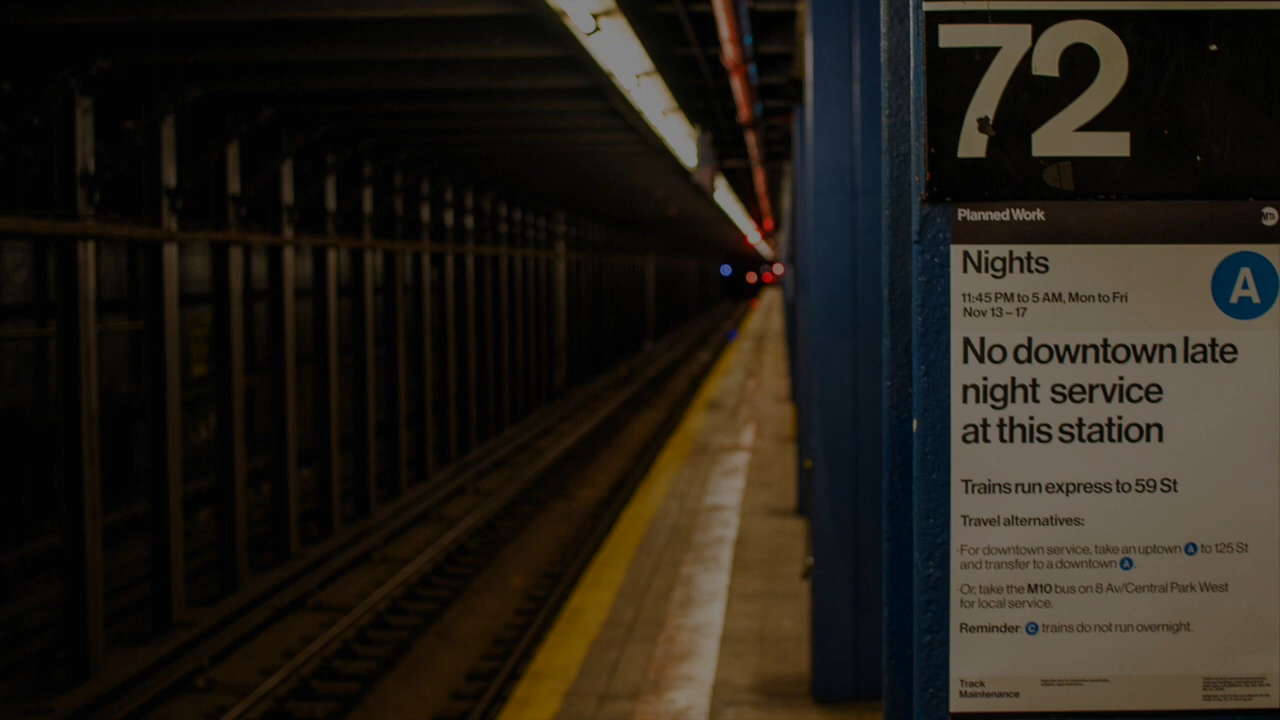 72
Planned Work
MTA
Nights
A
11:45 PM to 5 AM, Mon to Fri
Nov 13 – 17
No downtown late
night service
at this station
Trains run express to 59 St
Travel alternatives:
·For downtown service, take an uptown A to 125 St
and transfer to a downtown A.
·Or, take the M10 bus on 8 Av/Central Park West
for local service.
Reminder: C trains do not run overnight.
Track
Maintenance